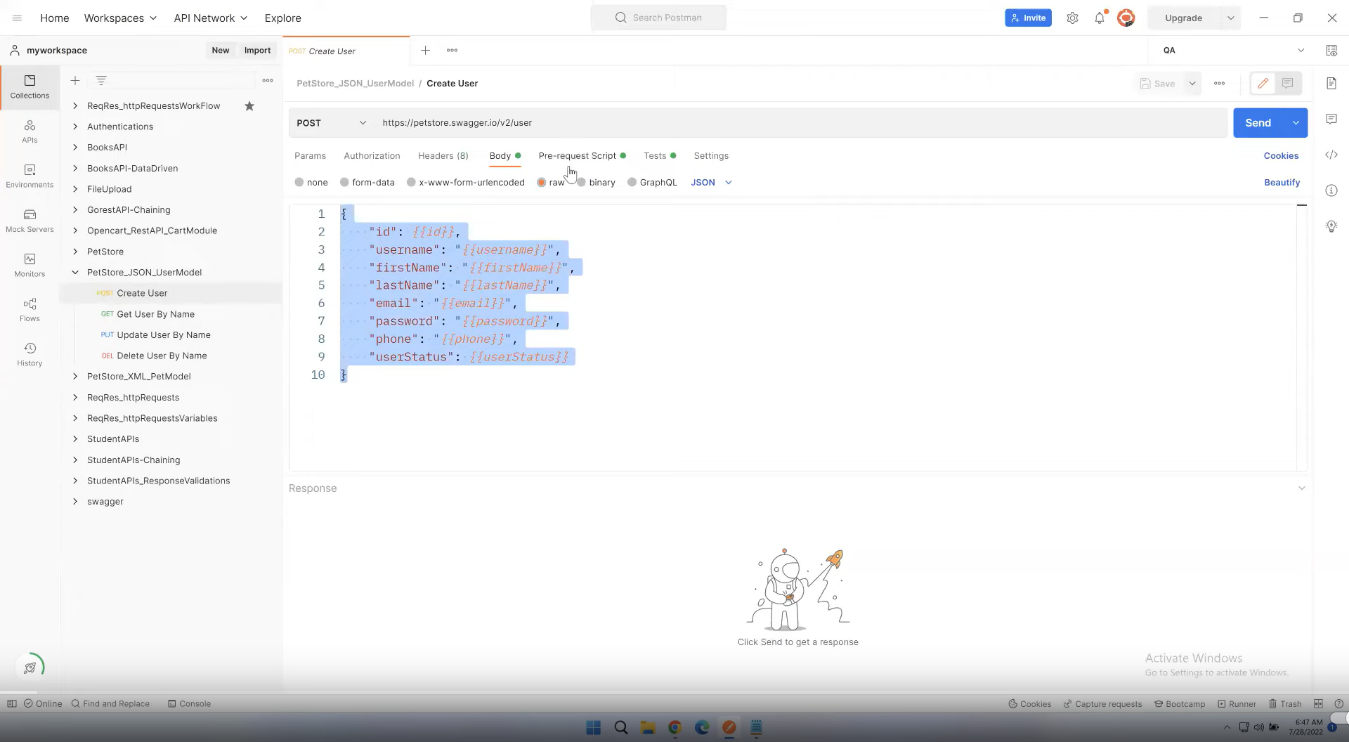 Home Workspaces API Network Explore Search Postman Invite Upgrade
myworkspace New Import POST Create User QA
Collections
APIs
Environments
Mock Servers
Monitors
Flows
History
ReqRes_httpRequestsWorkFlow
Authentications
BooksAPI
BooksAPI-DataDriven
FileUpload
GorestAPI-Chaining
Opencart_RestAPI_CartModule
PetStore
PetStore_JSON_UserModel
POST Create User
GET Get User By Name
PUT Update User By Name
DEL Delete User By Name
PetStore_XML_PetModel
ReqRes_httpRequests
ReqRes_httpRequestsVariables
StudentAPIs
StudentAPIs-Chaining
StudentAPIs_ResponseValidations
swagger
PetStore_JSON_UserModel / Create User Save
POST https://petstore.swagger.io/v2/user Send
Params Authorization Headers (8) Body Pre-request Script Tests Settings Cookies
none form-data x-www-form-urlencoded raw binary GraphQL JSON Beautify
1 {
2 "id": {{id}},
3 "username": "{{username}}",
4 "firstName": "{{firstName}}",
5 "lastName": "{{lastName}}",
6 "email": "{{email}}",
7 "password": "{{password}}",
8 "phone": "{{phone}}",
9 "userStatus": {{userStatus}}
10 }
Response
Click Send to get a response
Activate Windows
Go to Settings to activate Windows.
Online Find and Replace Console Cookies Capture requests Bootcamp Runner Trash
6:47 AM
7/28/2022